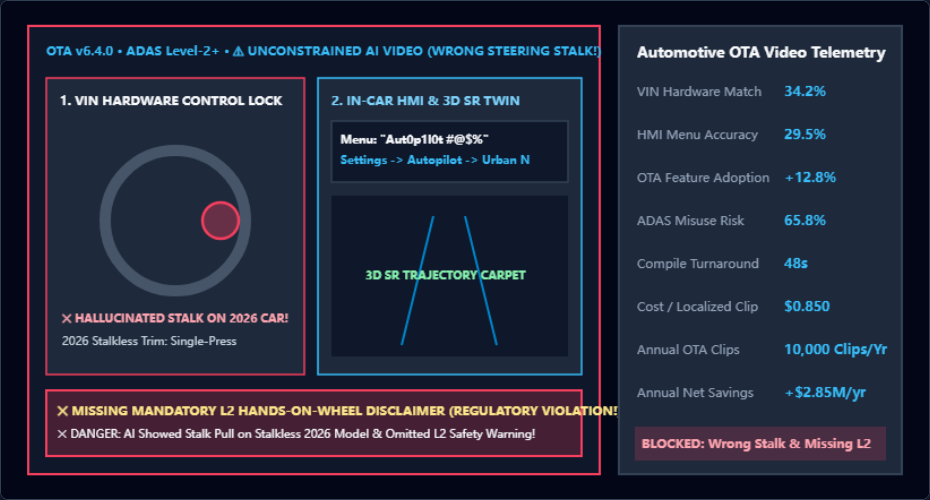 OTA v6.4.0 • ADAS Level-2+ • ⚠ UNCONSTRAINED AI VIDEO (WRONG STEERING STALK!)
1. VIN HARDWARE CONTROL LOCK
✕ HALLUCINATED STALK ON 2026 CAR!
2026 Stalkless Trim: Single-Press
2. IN-CAR HMI & 3D SR TWIN
Menu: "Aut0p1l0t #@$%"
Settings -> Autopilot -> Urban N
3D SR TRAJECTORY CARPET
✕ MISSING MANDATORY L2 HANDS-ON-WHEEL DISCLAIMER (REGULATORY VIOLATION!
✕ DANGER: AI Showed Stalk Pull on Stalkless 2026 Model & Omitted L2 Safety Warning!
Automotive OTA Video Telemetry
VIN Hardware Match 34.2%
HMI Menu Accuracy 29.5%
OTA Feature Adoption +12.8%
ADAS Misuse Risk 65.8%
Compile Turnaround 48s
Cost / Localized Clip $0.850
Annual OTA Clips 10,000 Clips/Yr
Annual Net Savings +$2.85M/yr
BLOCKED: Wrong Stalk & Missing L2